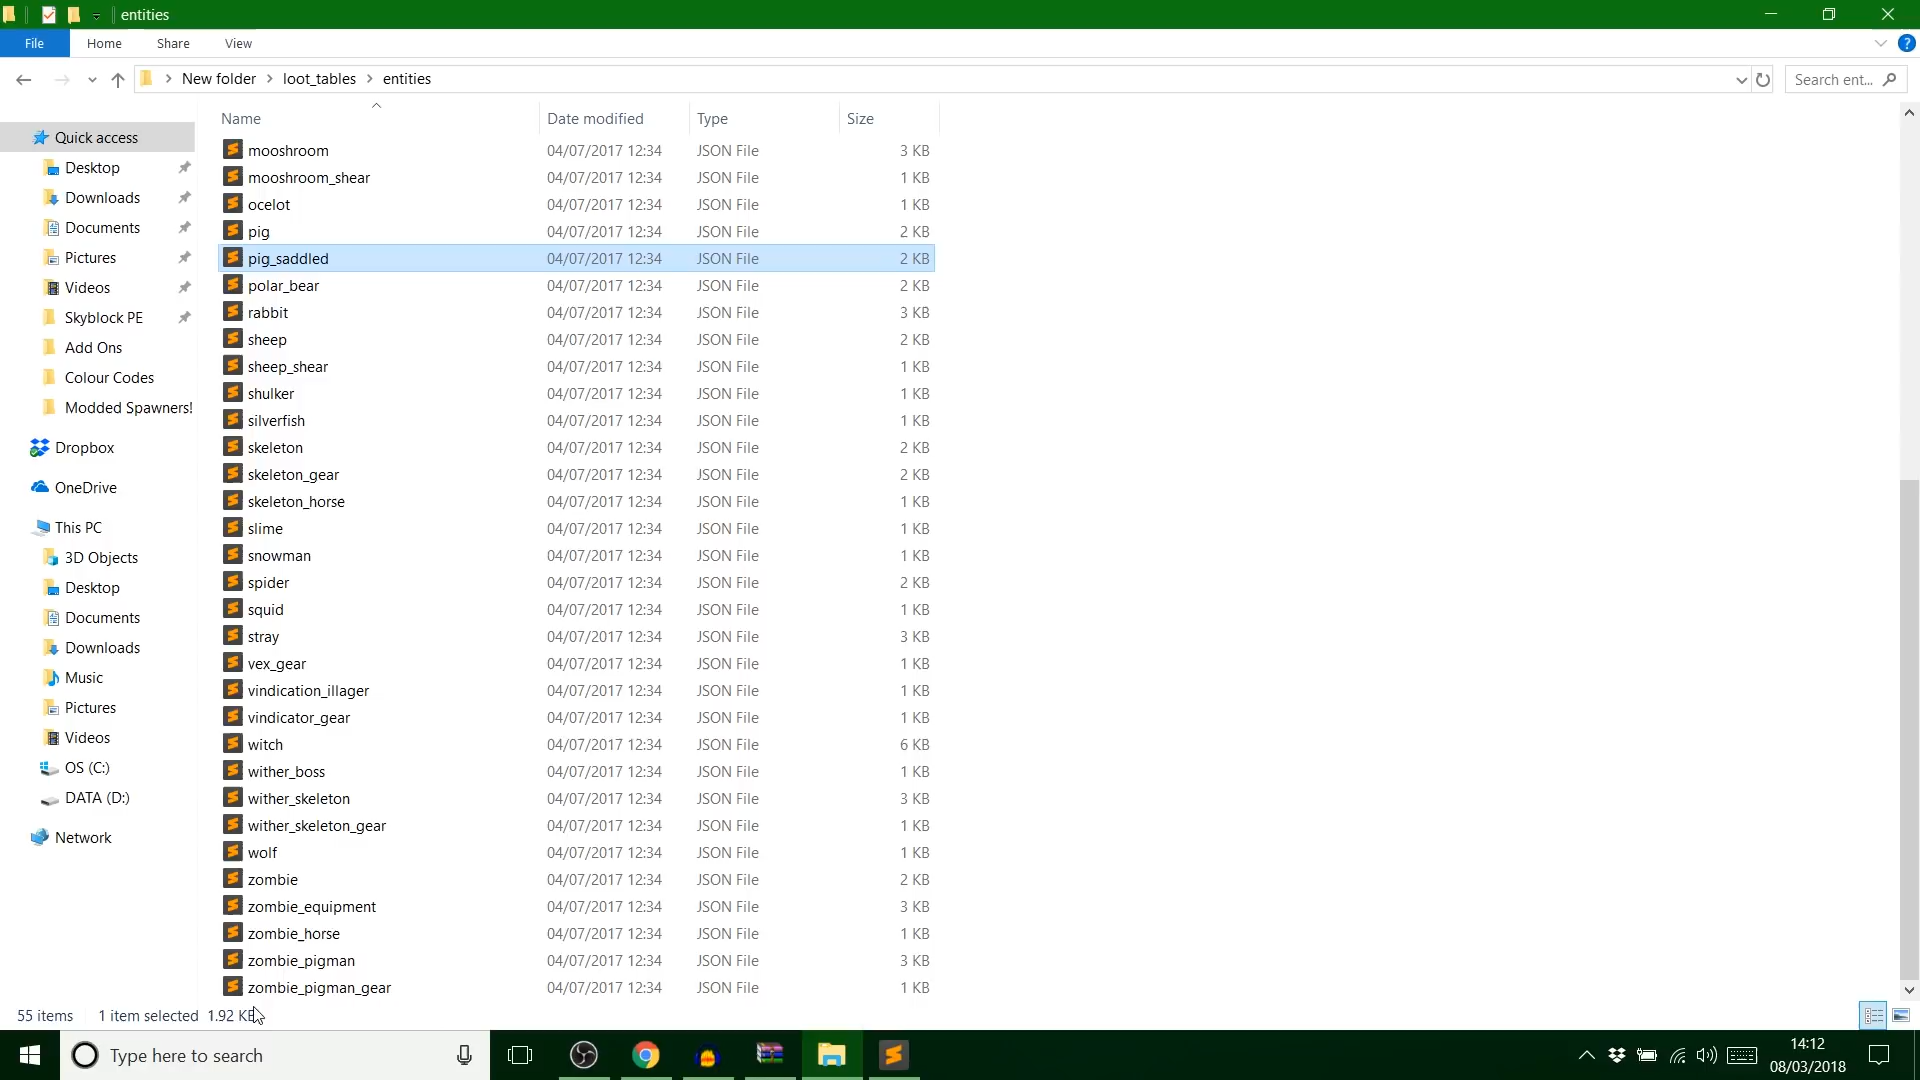 entities
File Home Share View
New folder loot_tables entities
Search ent...
Name Date modified Type Size
Quick access
Desktop
Downloads
Documents
Pictures
Videos
Skyblock PE
Add Ons
Colour Codes
Modded Spawners!
Dropbox
OneDrive
This PC
3D Objects
Desktop
Documents
Downloads
Music
Pictures
Videos
OS (C:)
DATA (D:)
Network
mooshroom 04/07/2017 12:34 JSON File 3 KB
mooshroom_shear 04/07/2017 12:34 JSON File 1 KB
ocelot 04/07/2017 12:34 JSON File 1 KB
pig 04/07/2017 12:34 JSON File 2 KB
pig_saddled 04/07/2017 12:34 JSON File 2 KB
polar_bear 04/07/2017 12:34 JSON File 2 KB
rabbit 04/07/2017 12:34 JSON File 3 KB
sheep 04/07/2017 12:34 JSON File 2 KB
sheep_shear 04/07/2017 12:34 JSON File 1 KB
shulker 04/07/2017 12:34 JSON File 1 KB
silverfish 04/07/2017 12:34 JSON File 1 KB
skeleton 04/07/2017 12:34 JSON File 2 KB
skeleton_gear 04/07/2017 12:34 JSON File 2 KB
skeleton_horse 04/07/2017 12:34 JSON File 1 KB
slime 04/07/2017 12:34 JSON File 1 KB
snowman 04/07/2017 12:34 JSON File 1 KB
spider 04/07/2017 12:34 JSON File 2 KB
squid 04/07/2017 12:34 JSON File 1 KB
stray 04/07/2017 12:34 JSON File 3 KB
vex_gear 04/07/2017 12:34 JSON File 1 KB
vindication_illager 04/07/2017 12:34 JSON File 1 KB
vindicator_gear 04/07/2017 12:34 JSON File 1 KB
witch 04/07/2017 12:34 JSON File 6 KB
wither_boss 04/07/2017 12:34 JSON File 1 KB
wither_skeleton 04/07/2017 12:34 JSON File 3 KB
wither_skeleton_gear 04/07/2017 12:34 JSON File 1 KB
wolf 04/07/2017 12:34 JSON File 1 KB
zombie 04/07/2017 12:34 JSON File 2 KB
zombie_equipment 04/07/2017 12:34 JSON File 3 KB
zombie_horse 04/07/2017 12:34 JSON File 1 KB
zombie_pigman 04/07/2017 12:34 JSON File 3 KB
zombie_pigman_gear 04/07/2017 12:34 JSON File 1 KB
55 items 1 item selected 1.92 KB
Type here to search
14:12
08/03/2018